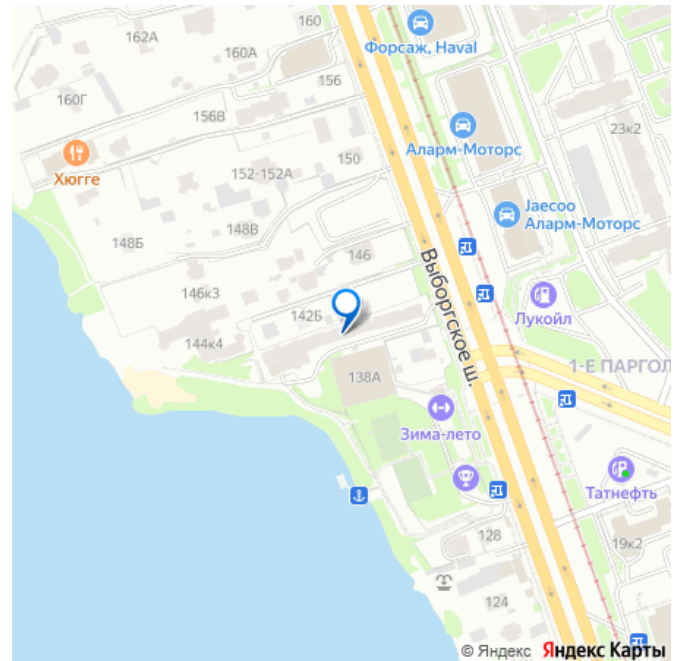 160
162А
Форсаж, Haval
160А
156
160Г
156В
23к2
Аларм-Моторс
Хюгге
150
152-152А
Jaecoo
Аларм-Моторс
148Б
148В
146
Выборгское ш.
146к3
142Б
Лукойл
144к4
1-Е ПАРГОЛ
138А
Зима-лето
Татнефть
128
19к2
124
© Яндекс Яндекс Карты